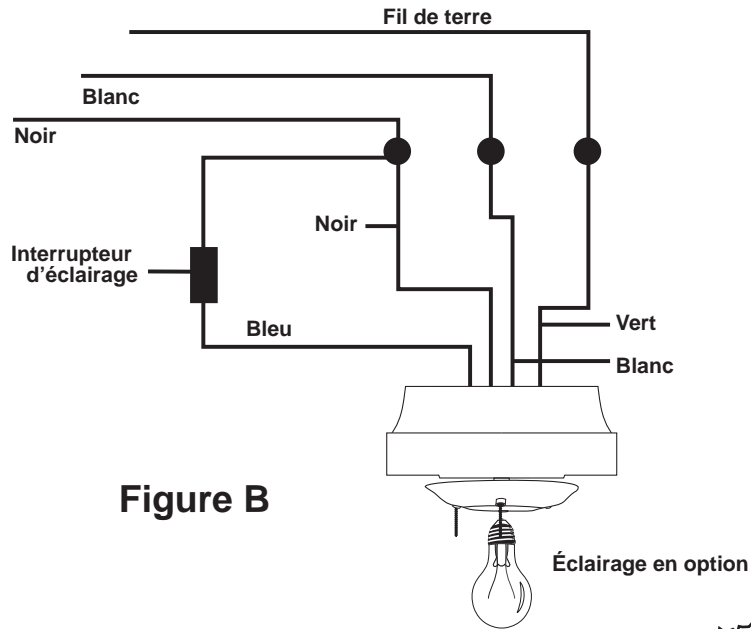 Fil de terre
Blanc
Noir
Noir
Interrupteur
d'éclairage
Bleu
Vert
Blanc
Figure B
Éclairage en option